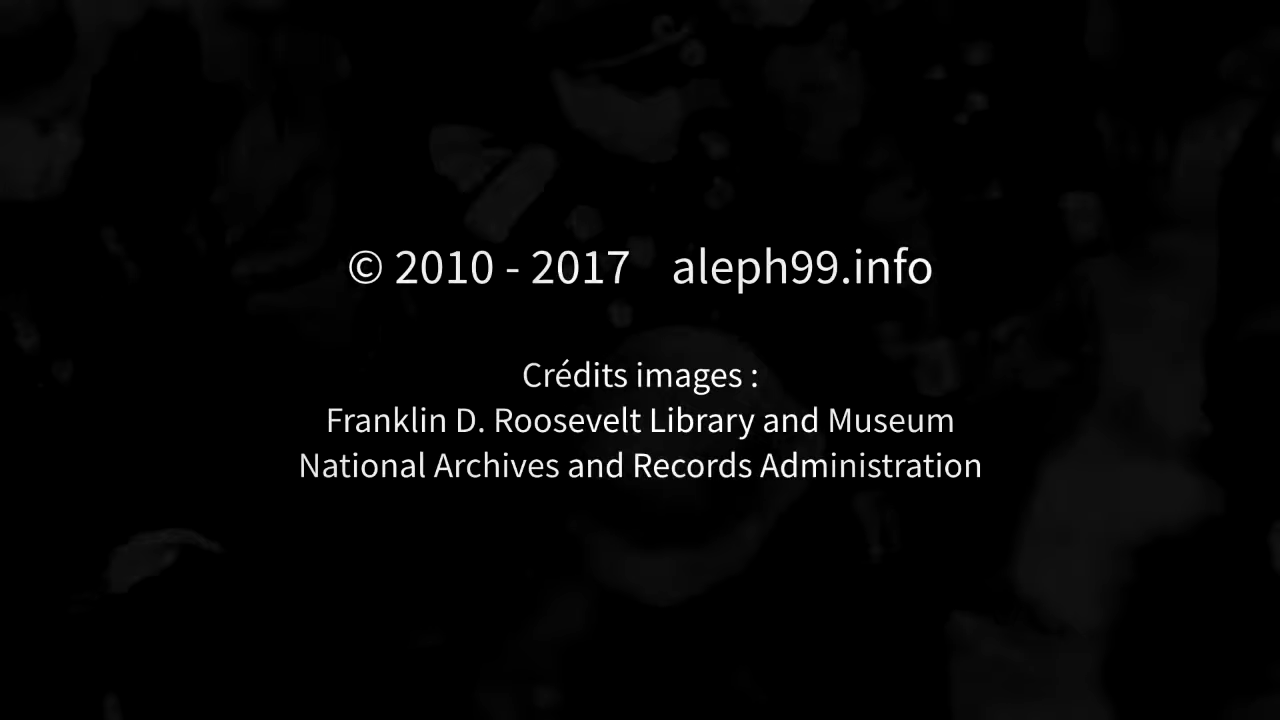 © 2010 - 2017 aleph99.info
Crédits images :
Franklin D. Roosevelt Library and Museum
National Archives and Records Administration